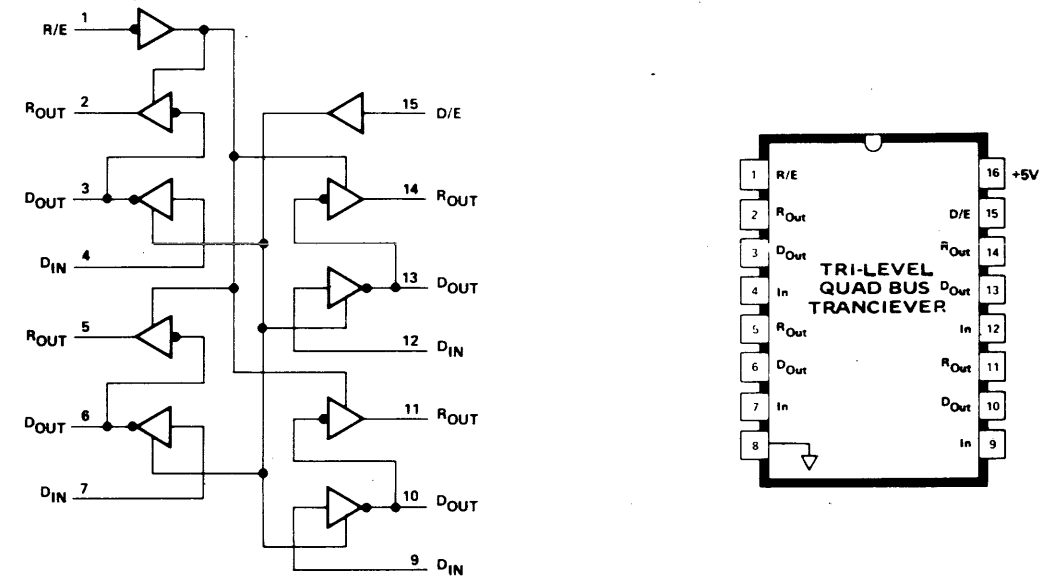 R/E 1
ROUT 2
15 D/E
DOUT 3
14 ROUT
DIN 4
13 DOUT
ROUT 5
12 DIN
DOUT 6
11 ROUT
DIN 7
10 DOUT
9 DIN
1 R/E
16 +5V
2 ROut
D/E 15
3 DOut
ROut 14
4 In
DOut 13
TRI-LEVEL
QUAD BUS
TRANCIEVER
5 ROut
In 12
6 DOut
ROut 11
7 In
DOut 10
8
In 9